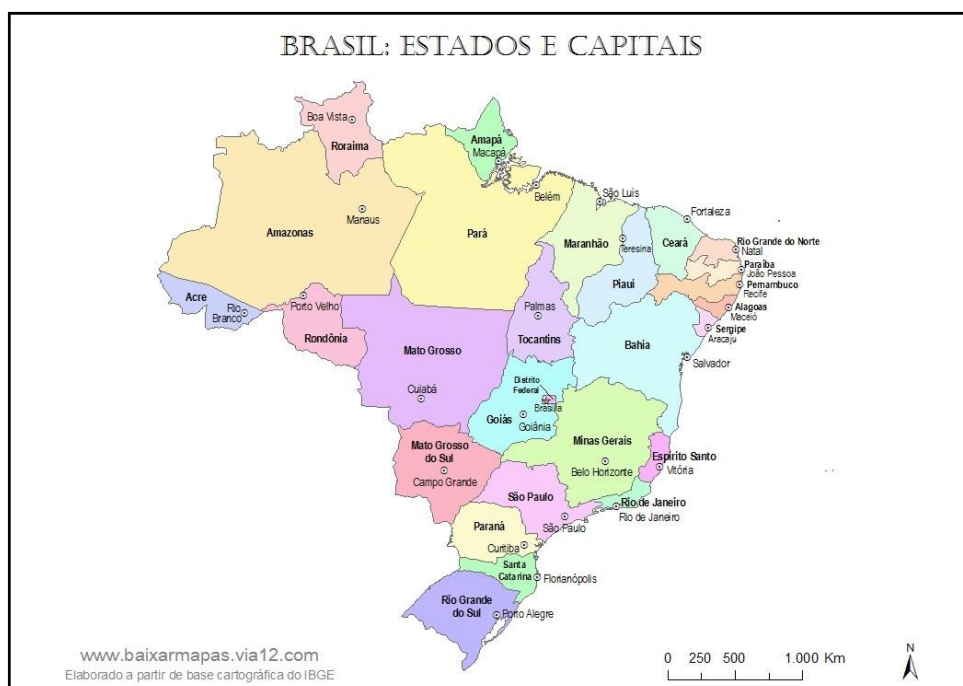 BRASIL: ESTADOS E CAPITAIS
Boa Vista
Roraima
Amapá
Macapá
Belém
São Luís
Fortaleza
Manaus
Amazonas
Pará
Maranhão
Teresina
Ceará
Rio Grande do Norte
Natal
Paraíba
João Pessoa
Piauí
Pernambuco
Recife
Acre
Rio
Branco
Porto Velho
Rondônia
Palmas
Tocantins
Alagoas
Maceió
Sergipe
Aracaju
Mato Grosso
Bahia
Salvador
Cuiabá
Distrito
Federal
Brasília
Goiás
Goiânia
Minas Gerais
Belo Horizonte
Mato Grosso
do Sul
Campo Grande
Espírito Santo
Vitória
São Paulo
São Paulo
Rio de Janeiro
Rio de Janeiro
Paraná
Curitiba
Santa
Catarina
Florianópolis
Rio Grande
do Sul
Porto Alegre
www.baixarmapas.via12.com
Elaborado a partir de base cartográfica do IBGE
0 250 500 1.000 Km
N